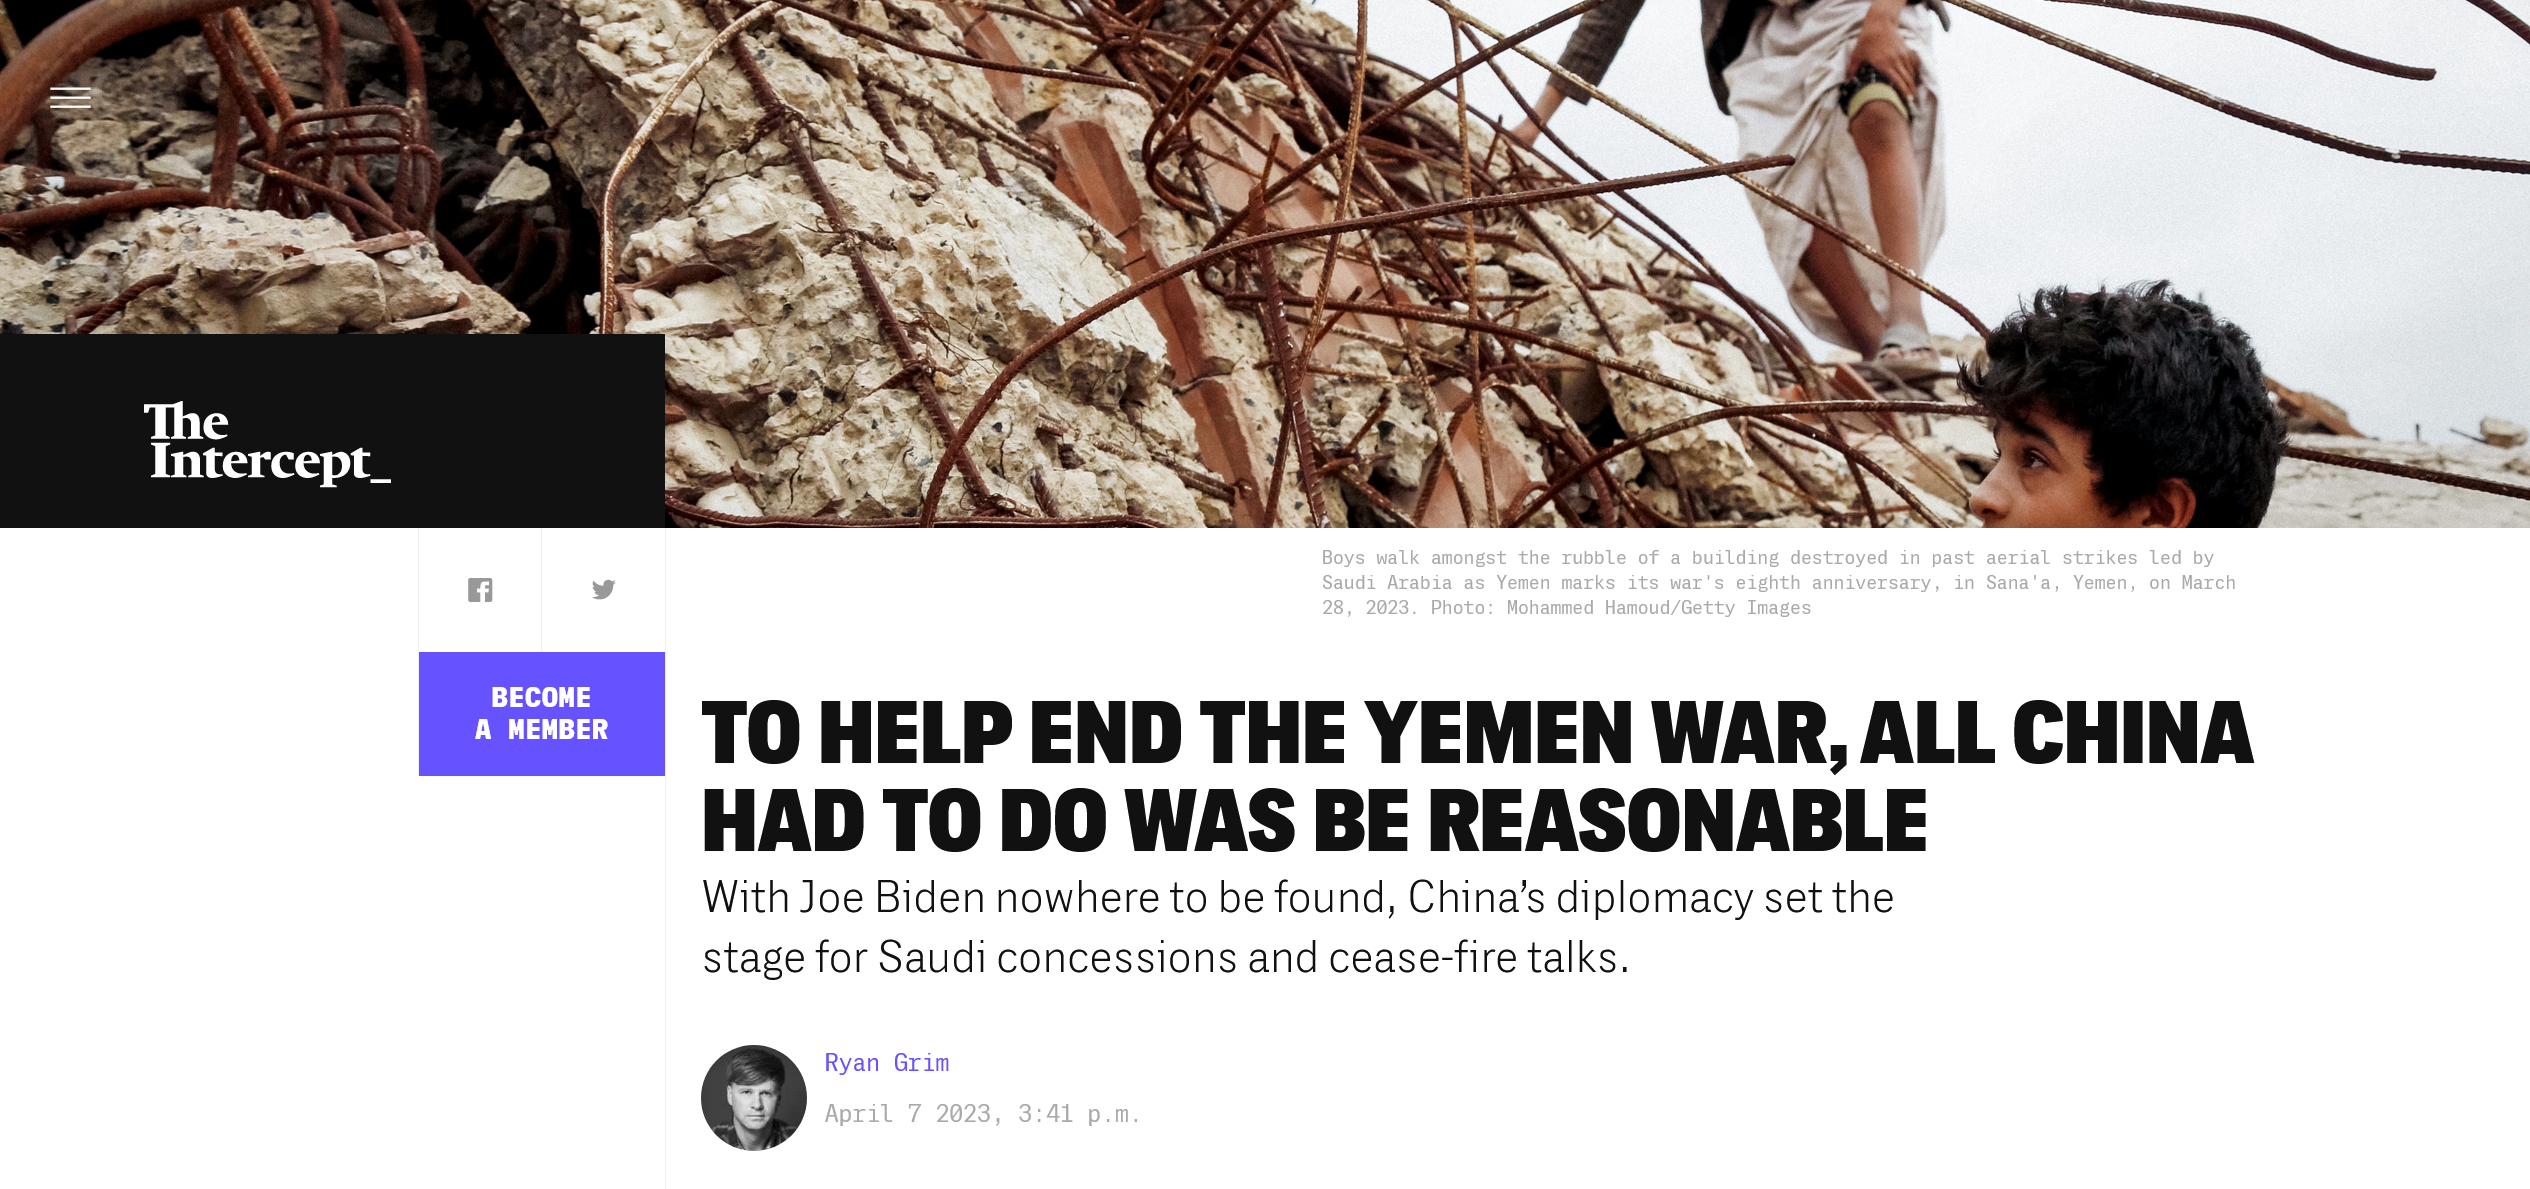 The
Intercept_
Boys walk amongst the rubble of a building destroyed in past aerial strikes led by
Saudi Arabia as Yemen marks its war's eighth anniversary, in Sana'a, Yemen, on March
28, 2023. Photo: Mohammed Hamoud/Getty Images
BECOME
A MEMBER
TO HELP END THE YEMEN WAR, ALL CHINA
HAD TO DO WAS BE REASONABLE
With Joe Biden nowhere to be found, China’s diplomacy set the
stage for Saudi concessions and cease-fire talks.
Ryan Grim
April 7 2023, 3:41 p.m.